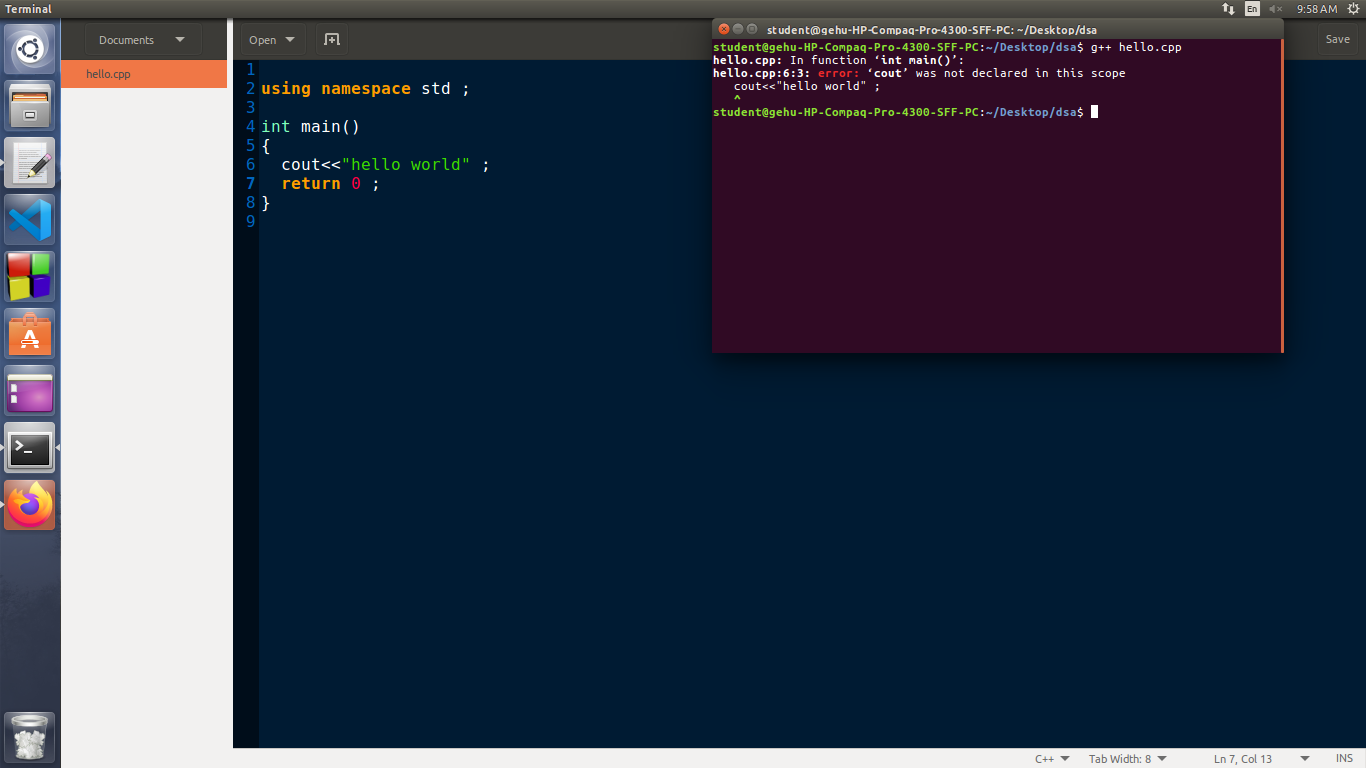 Terminal
En
9:58 AM
Documents
Open
Save
hello.cpp
1
2 using namespace std ;
3
4 int main()
5 {
6 cout<<"hello world" ;
7 return 0 ;
8 }
9
student@gehu-HP-Compaq-Pro-4300-SFF-PC: ~/Desktop/dsa
student@gehu-HP-Compaq-Pro-4300-SFF-PC:~/Desktop/dsa$ g++ hello.cpp
hello.cpp: In function ‘int main()’:
hello.cpp:6:3: error: ‘cout’ was not declared in this scope
cout<<"hello world" ;
^
student@gehu-HP-Compaq-Pro-4300-SFF-PC:~/Desktop/dsa$
C++
Tab Width: 8
Ln 7, Col 13
INS